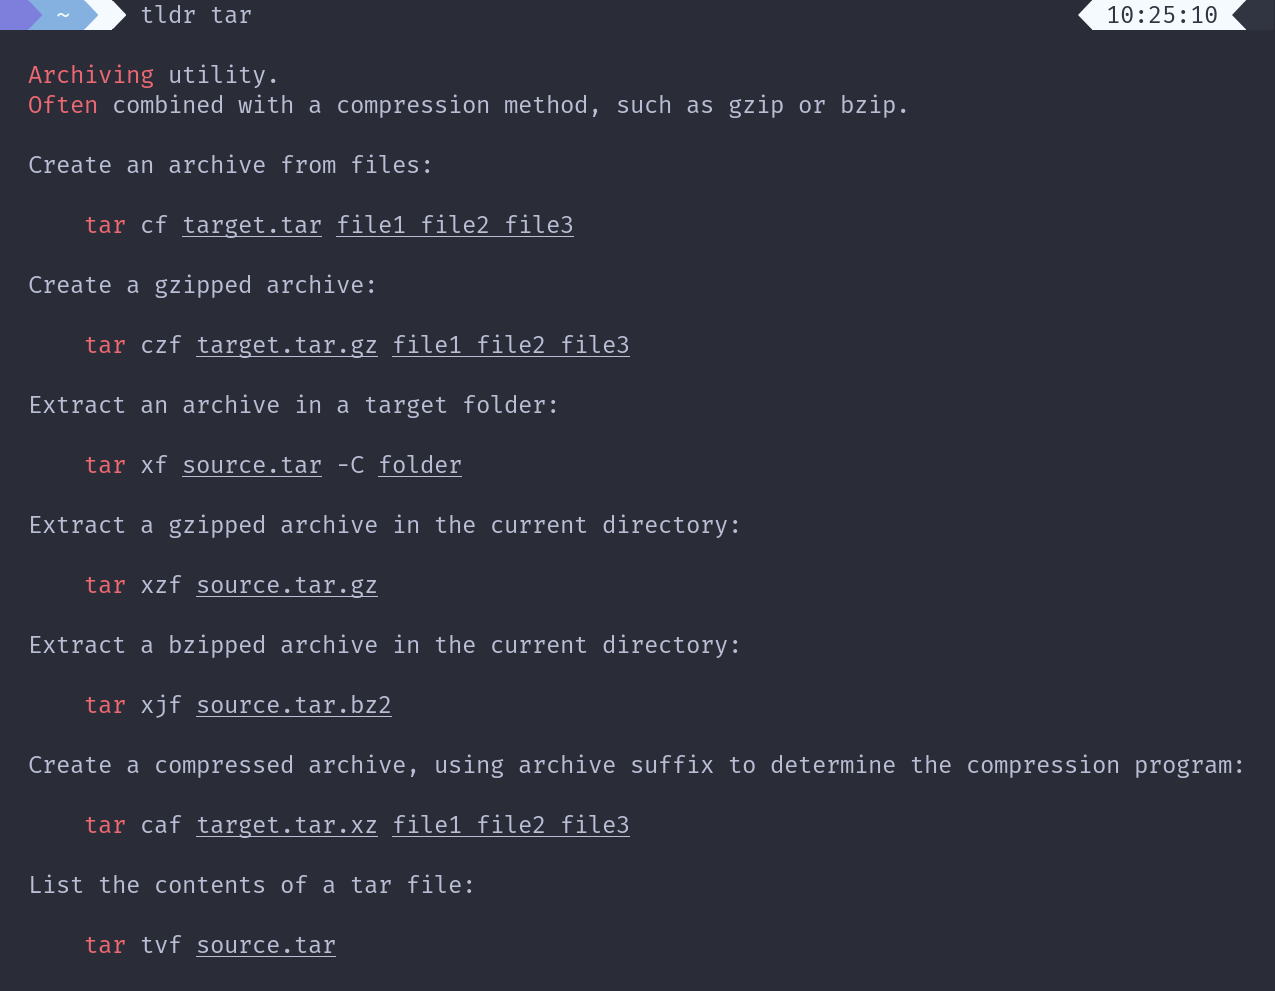 ~ tldr tar 10:25:10
Archiving utility.
Often combined with a compression method, such as gzip or bzip.
Create an archive from files:
tar cf target.tar file1 file2 file3
Create a gzipped archive:
tar czf target.tar.gz file1 file2 file3
Extract an archive in a target folder:
tar xf source.tar -C folder
Extract a gzipped archive in the current directory:
tar xzf source.tar.gz
Extract a bzipped archive in the current directory:
tar xjf source.tar.bz2
Create a compressed archive, using archive suffix to determine the compression program:
tar caf target.tar.xz file1 file2 file3
List the contents of a tar file:
tar tvf source.tar